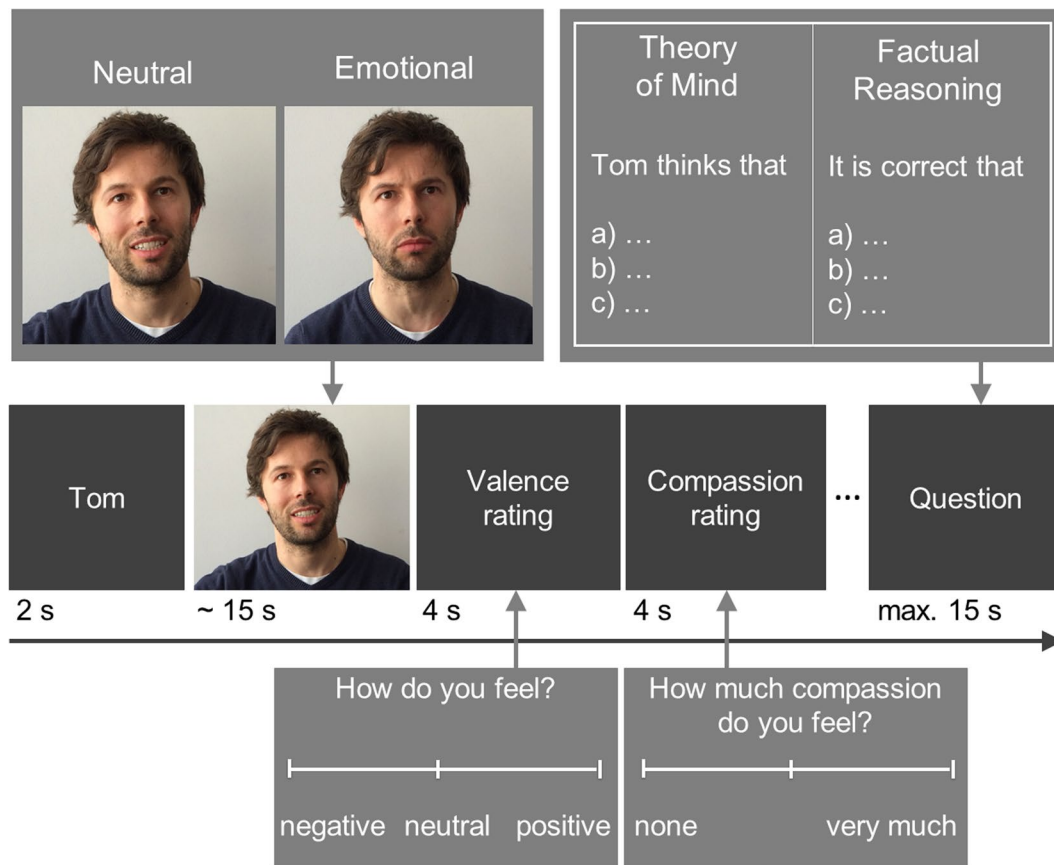 Neutral
Emotional
Theory
of Mind
Tom thinks that
a) …
b) …
c) …
Factual
Reasoning
It is correct that
a) …
b) …
c) …
Tom
Valence
rating
Compassion
rating
...
Question
2 s
~ 15 s
4 s
4 s
max. 15 s
How do you feel?
negative neutral positive
How much compassion
do you feel?
none very much